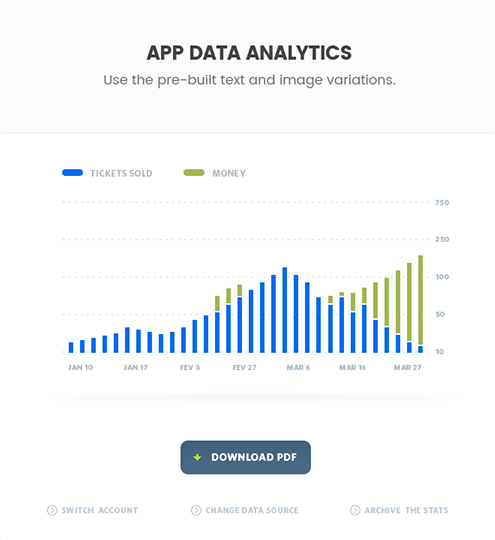 APP DATA ANALYTICS
Use the pre-built text and image variations.
TICKETS SOLD MONEY
750
250
100
50
10
JAN 10 JAN 17 FEV 3 FEV 27 MAR 6 MAR 16 MAR 27
DOWNLOAD PDF
SWITCH ACCOUNT CHANGE DATA SOURCE ARCHIVE THE STATS